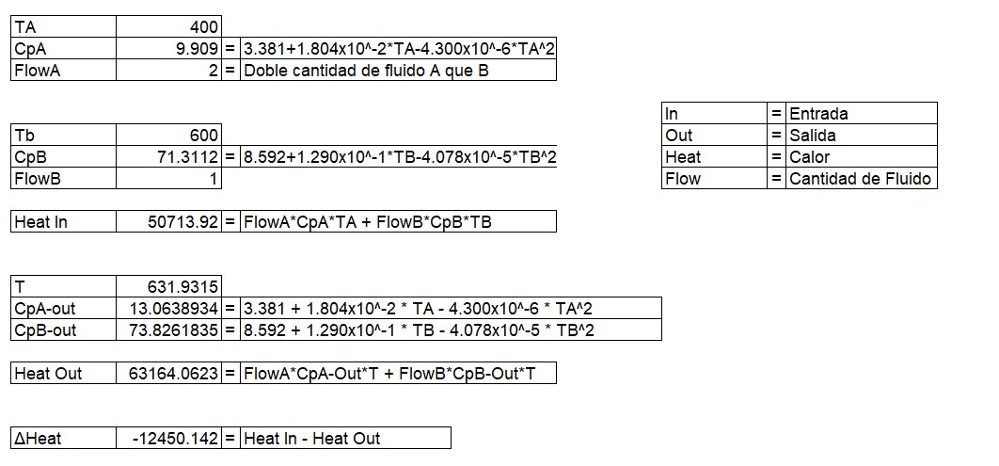 TA 400
CpA 9.909 = 3.381+1.804x10^-2*TA-4.300x10^-6*TA^2
FlowA 2 = Doble cantidad de fluido A que B
In = Entrada
Tb 600 Out = Salida
CpB 71.3112 = 8.592+1.290x10^-1*TB-4.078x10^-5*TB^2 Heat = Calor
FlowB 1 Flow = Cantidad de Fluido
Heat In 50713.92 = FlowA*CpA*TA + FlowB*CpB*TB
T 631.9315
CpA-out 13.0638934 = 3.381 + 1.804x10^-2 * TA - 4.300x10^-6 * TA^2
CpB-out 73.8261835 = 8.592 + 1.290x10^-1 * TB - 4.078x10^-5 * TB^2
Heat Out 63164.0623 = FlowA*CpA-Out*T + FlowB*CpB-Out*T
ΔHeat -12450.142 = Heat In - Heat Out